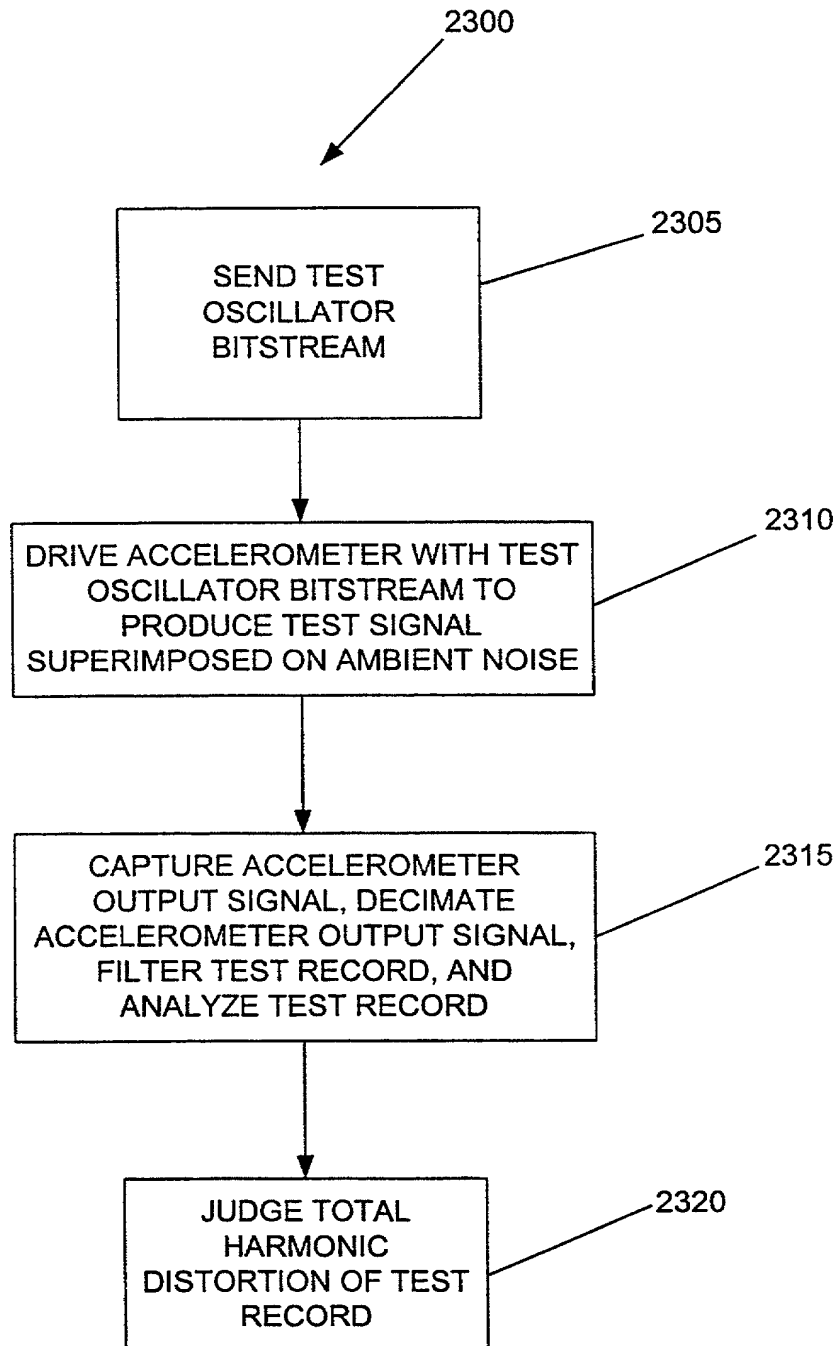 2300
2305
SEND TEST
OSCILLATOR
BITSTREAM
2310
DRIVE ACCELEROMETER WITH TEST
OSCILLATOR BITSTREAM TO
PRODUCE TEST SIGNAL
SUPERIMPOSED ON AMBIENT NOISE
2315
CAPTURE ACCELEROMETER
OUTPUT SIGNAL, DECIMATE
ACCELEROMETER OUTPUT SIGNAL,
FILTER TEST RECORD, AND
ANALYZE TEST RECORD
2320
JUDGE TOTAL
HARMONIC
DISTORTION OF TEST
RECORD